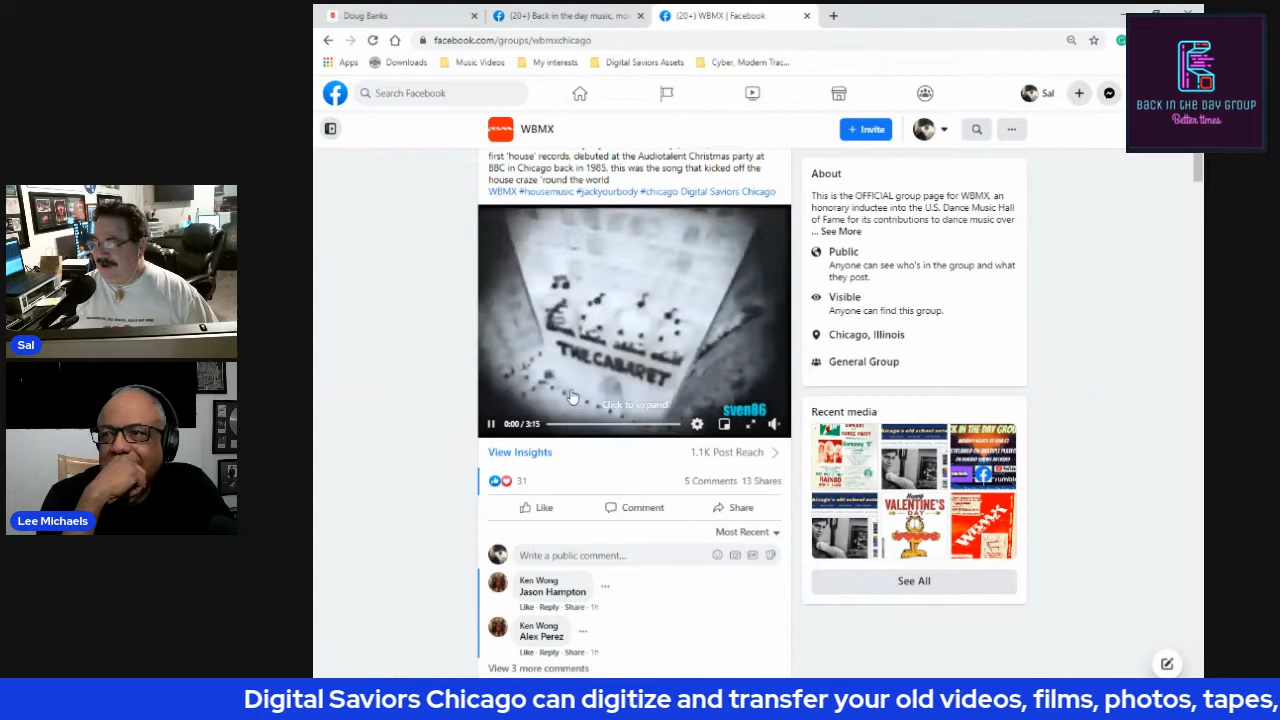 Doug Banks
(20+) Back in the day music, mo
(20+) WBMX | Facebook
facebook.com/groups/wbmxchicago
Apps
Downloads
Music Videos
My interests
Digital Saviors Assets
Cyber, Modern Trac...
Search Facebook
Sal
BACK IN THE DAY GROUP
Better times
WBMX
+ Invite
first 'house' records, debuted at the Audiotalent Christmas party at
BBC in Chicago back in 1985, this was the song that kicked off the
house craze 'round the world
WBMX #housemusic #jackyourbody #chicago Digital Saviors Chicago
THE CABARET
Click to expand
sven86
0:00 / 3:15
View Insights
1.1K Post Reach
31
5 Comments 13 Shares
Like
Comment
Share
Most Recent
Write a public comment...
GIF
Ken Wong
Jason Hampton
Like · Reply · Share · 1h
Ken Wong
Alex Perez
Like · Reply · Share · 1h
View 3 more comments
About
This is the OFFICIAL group page for WBMX, an
honorary inductee into the U.S. Dance Music Hall
of Fame for its contributions to dance music over
... See More
Public
Anyone can see who's in the group and what
they post.
Visible
Anyone can find this group.
Chicago, Illinois
General Group
Recent media
BACK IN THE DAY GROUP
HAPPY
VALENTINE'S
DAY
WBMX
See All
Sal
Lee Michaels
Digital Saviors Chicago can digitize and transfer your old videos, films, photos, tapes,